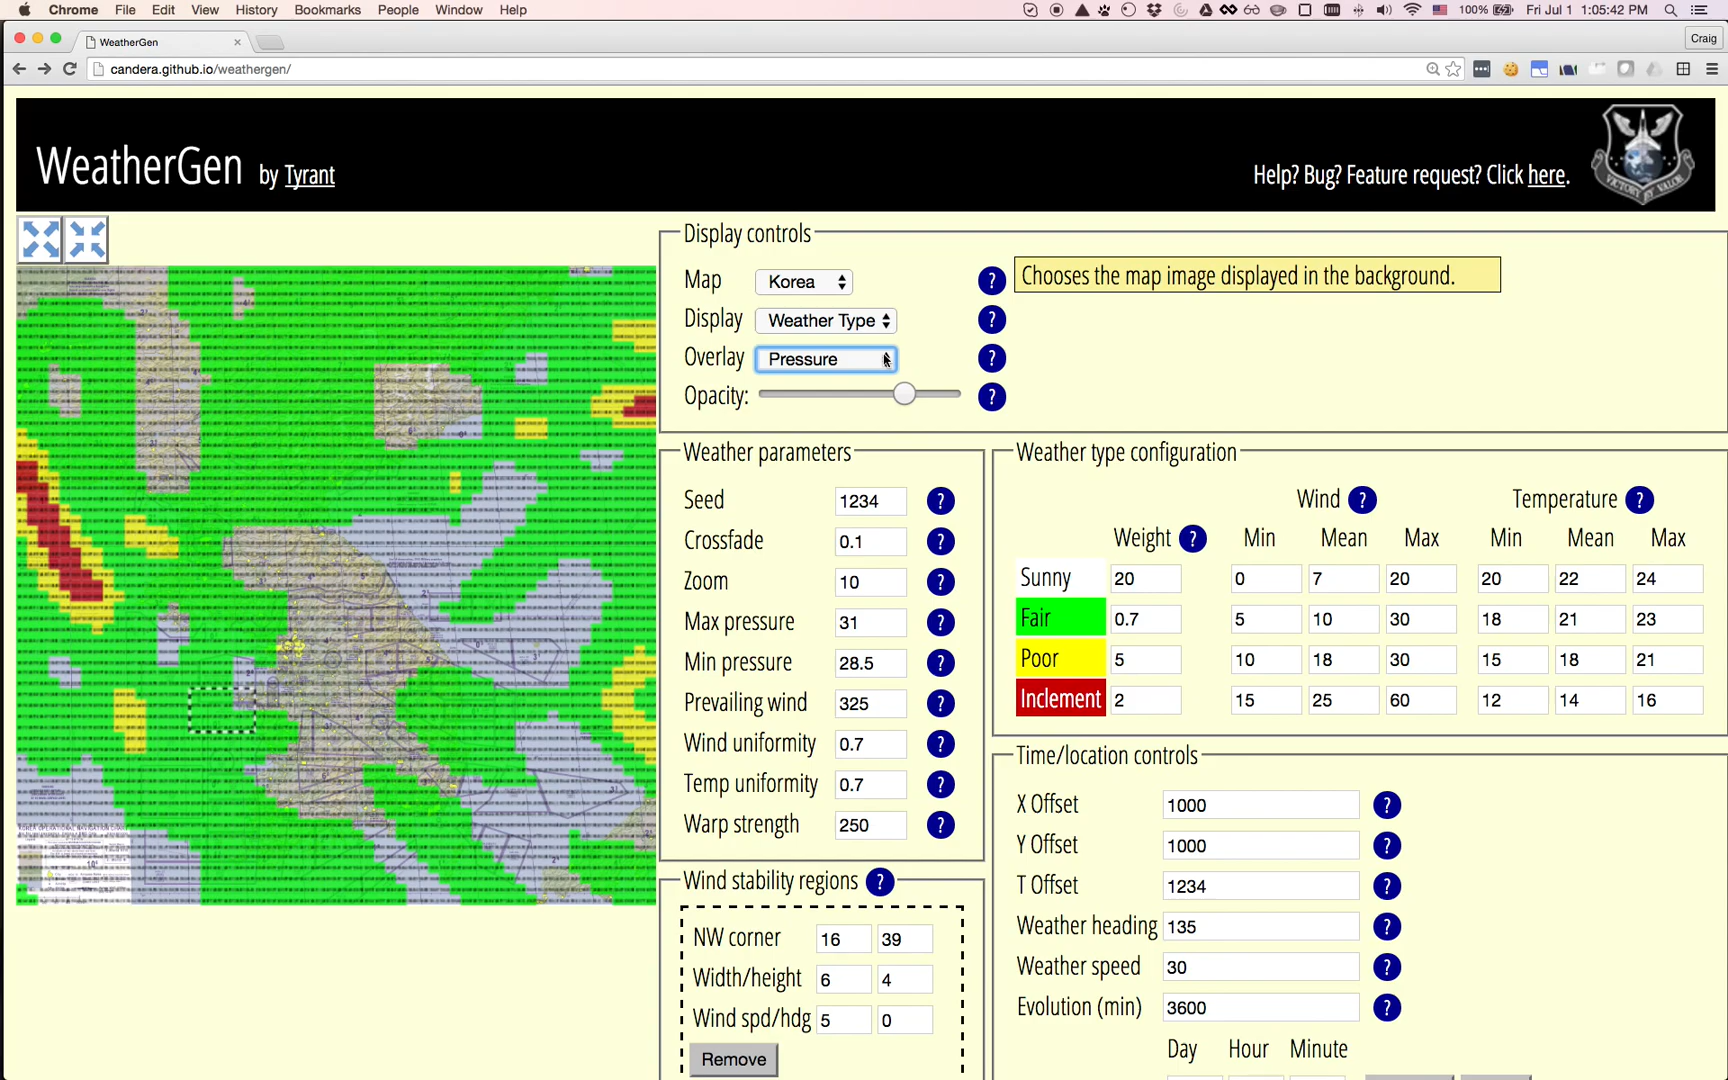 Chrome File Edit View History Bookmarks People Window Help 100% Fri Jul 1 1:05:42 PM
WeatherGen
Craig
candera.github.io/weathergen/
WeatherGen by Tyrant
Help? Bug? Feature request? Click here.
VICTORY BY VALOR
Display controls
Map Korea ?
Chooses the map image displayed in the background.
Display Weather Type ?
Overlay Pressure ?
Opacity: ?
Weather parameters
Seed 1234 ?
Crossfade 0.1 ?
Zoom 10 ?
Max pressure 31 ?
Min pressure 28.5 ?
Prevailing wind 325 ?
Wind uniformity 0.7 ?
Temp uniformity 0.7 ?
Warp strength 250 ?
Weather type configuration
Wind ? Temperature ?
Weight ? Min Mean Max Min Mean Max
Sunny 20 0 7 20 20 22 24
Fair 0.7 5 10 30 18 21 23
Poor 5 10 18 30 15 18 21
Inclement 2 15 25 60 12 14 16
Wind stability regions ?
NW corner 16 39
Width/height 6 4
Wind spd/hdg 5 0
Remove
Time/location controls
X Offset 1000 ?
Y Offset 1000 ?
T Offset 1234 ?
Weather heading 135 ?
Weather speed 30 ?
Evolution (min) 3600 ?
Day Hour Minute